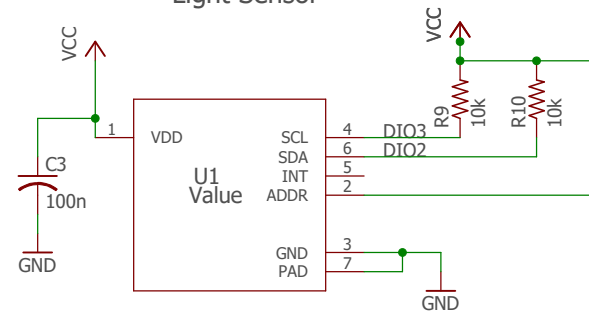 Light Sensor
VCC
VCC
R9
10k
R10
10k
1
VDD
SCL
4
DIO3
SDA
6
DIO2
INT
5
ADDR
2
U1
Value
C3
100n
GND
GND
3
PAD
7
GND